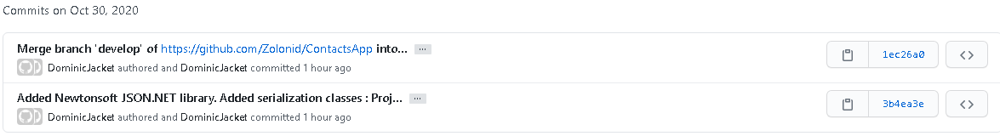 Commits on Oct 30, 2020
Merge branch 'develop' of https://github.com/Zolonid/ContactsApp into... ...
DominicJacket authored and DominicJacket committed 1 hour ago
1ec26a0
Added Newtonsoft JSON.NET library. Added serialization classes : Proj... ...
DominicJacket authored and DominicJacket committed 1 hour ago
3b4ea3e